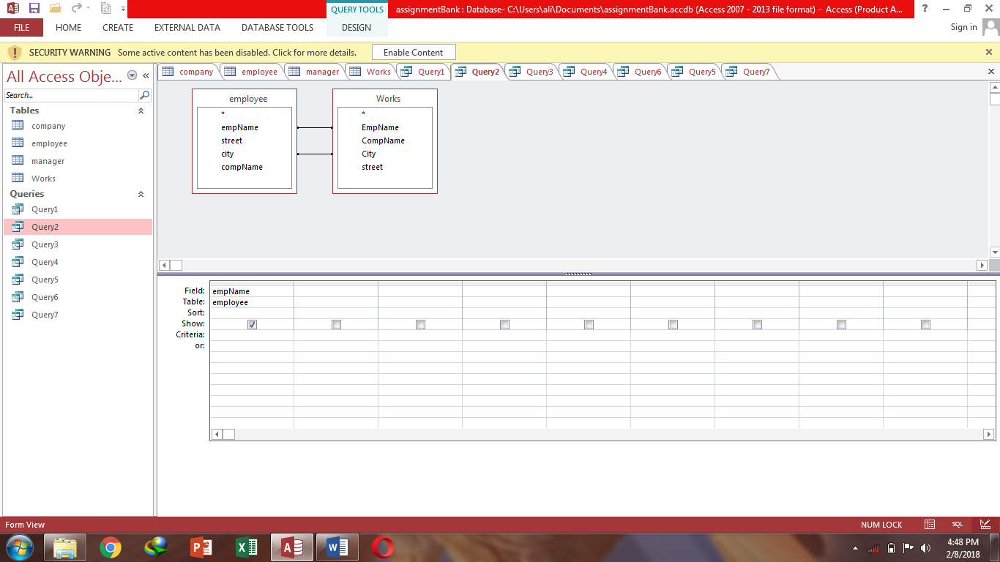 QUERY TOOLS
assignmentBank : Database- C:\Users\ali\Documents\assignmentBank.accdb (Access 2007 - 2013 file format) - Access (Product A...
FILE HOME CREATE EXTERNAL DATA DATABASE TOOLS DESIGN
Sign in
SECURITY WARNING Some active content has been disabled. Click for more details. Enable Content
All Access Obje...
Search...
Tables
company
employee
manager
Works
Queries
Query1
Query2
Query3
Query4
Query5
Query6
Query7
company employee manager Works Query1 Query2 Query3 Query4 Query6 Query5 Query7
employee
*
empName
street
city
compName
Works
*
EmpName
CompName
City
street
Field: empName
Table: employee
Sort:
Show:
Criteria:
or:
Form View
NUM LOCK
SQL
4:48 PM
2/8/2018